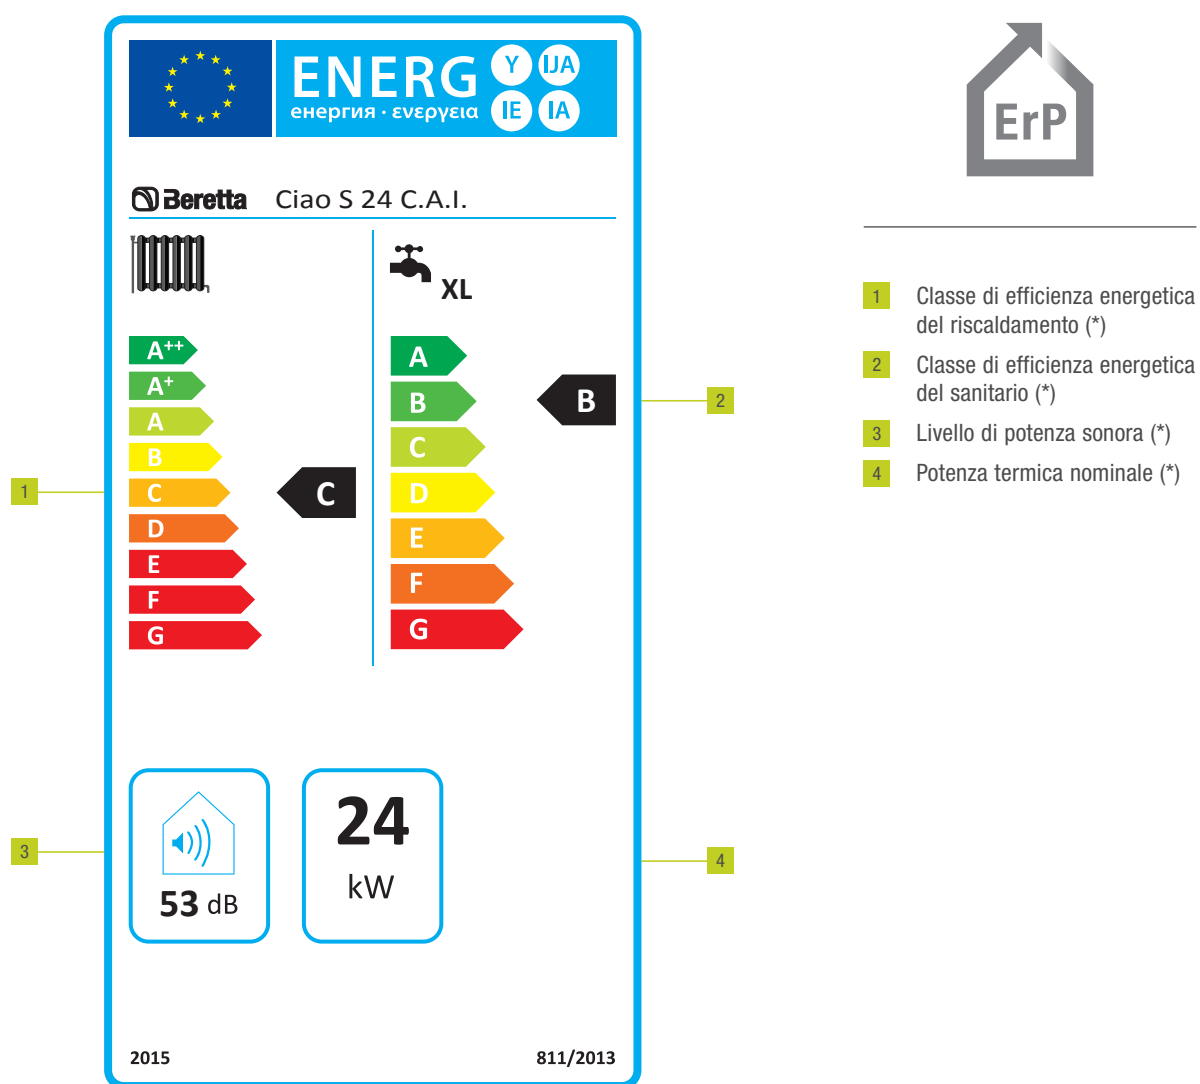 ENERG
енергия · ενεργεια
Y IJA
IE IA
Beretta Ciao S 24 C.A.I.
XL
A++
A+
A
B
C
D
E
F
G
C
A
B
C
D
E
F
G
B
1
2
3
4
53 dB
24
kW
2015
811/2013
ErP
1 Classe di efficienza energetica
del riscaldamento (*)
2 Classe di efficienza energetica
del sanitario (*)
3 Livello di potenza sonora (*)
4 Potenza termica nominale (*)